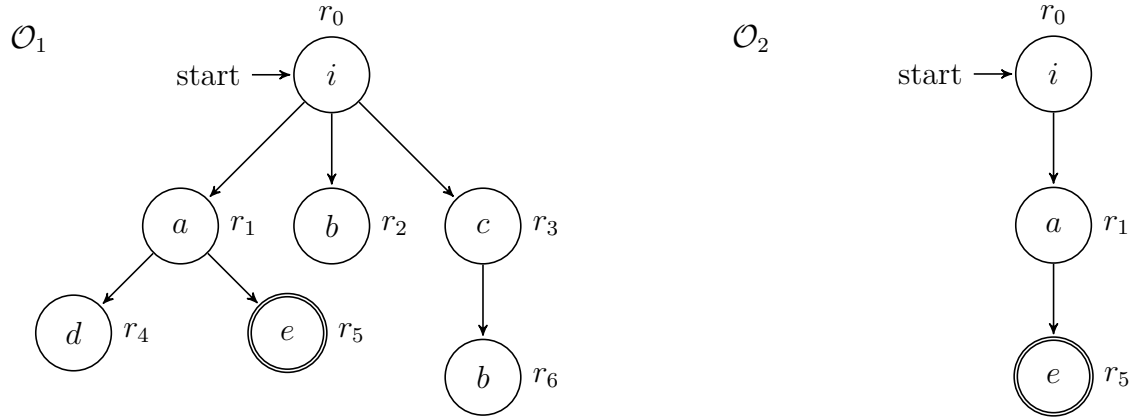 r₀ r₀
𝒪₁ 𝒪₂
start i start i
a r₁ b r₂ c r₃ a r₁
d r₄ e r₅
b r₆ e r₅